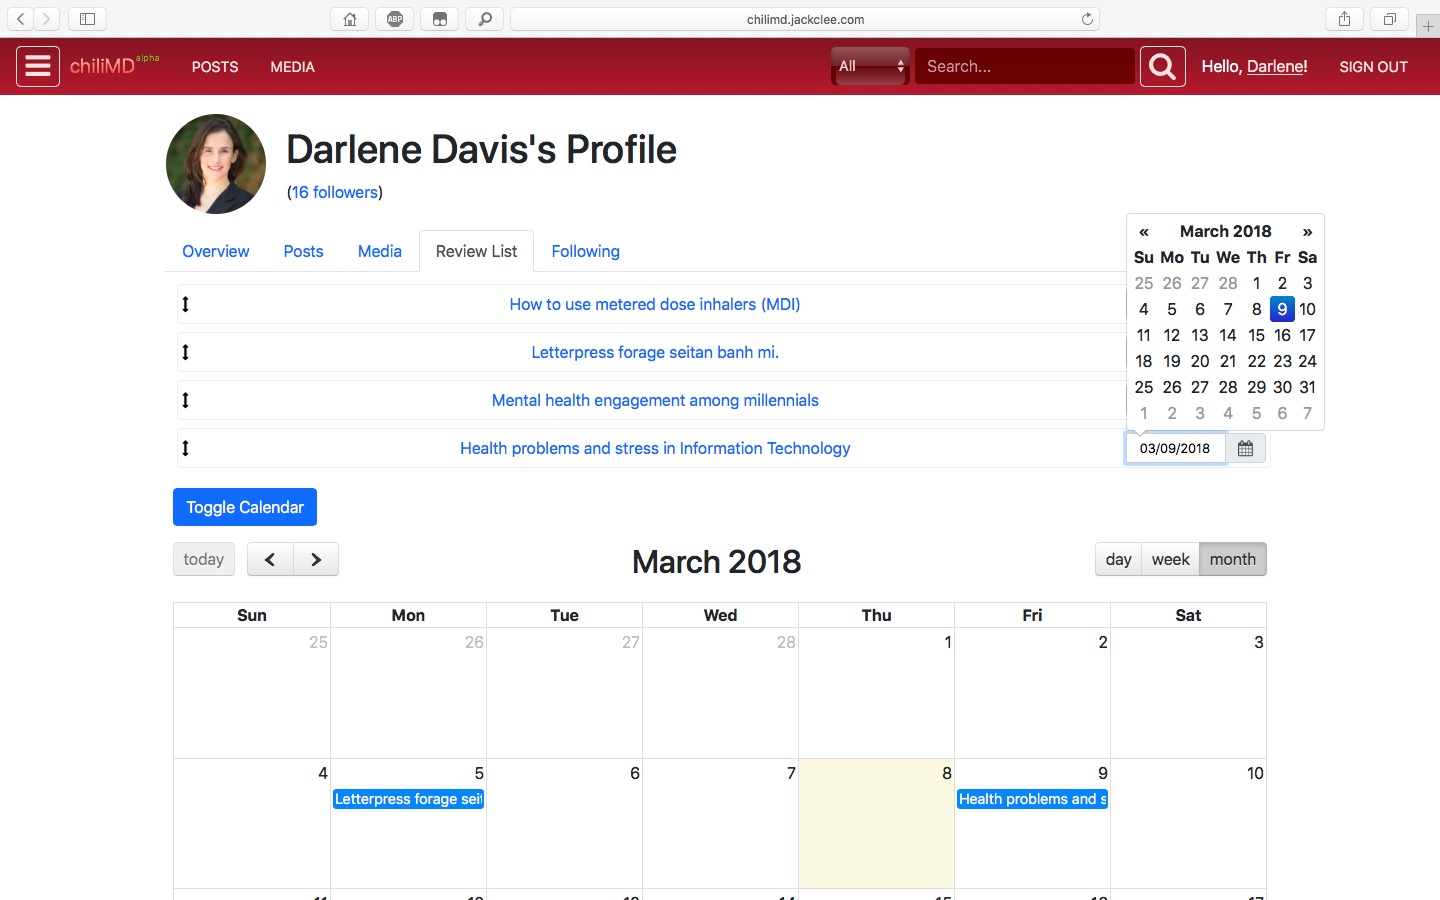 chilimd.jackclee.com
ABP
chiliMD alpha POSTS MEDIA All Search... Hello, Darlene! SIGN OUT
Darlene Davis's Profile
(16 followers)
Overview Posts Media Review List Following
How to use metered dose inhalers (MDI)
Letterpress forage seitan banh mi.
Mental health engagement among millennials
Health problems and stress in Information Technology
« March 2018 »
Su Mo Tu We Th Fr Sa
25 26 27 28 1 2 3
4 5 6 7 8 9 10
11 12 13 14 15 16 17
18 19 20 21 22 23 24
25 26 27 28 29 30 31
1 2 3 4 5 6 7
03/09/2018
Toggle Calendar
today March 2018 day week month
Sun Mon Tue Wed Thu Fri Sat
25 26 27 28 1 2 3
4 5 6 7 8 9 10
Letterpress forage seit Health problems and s